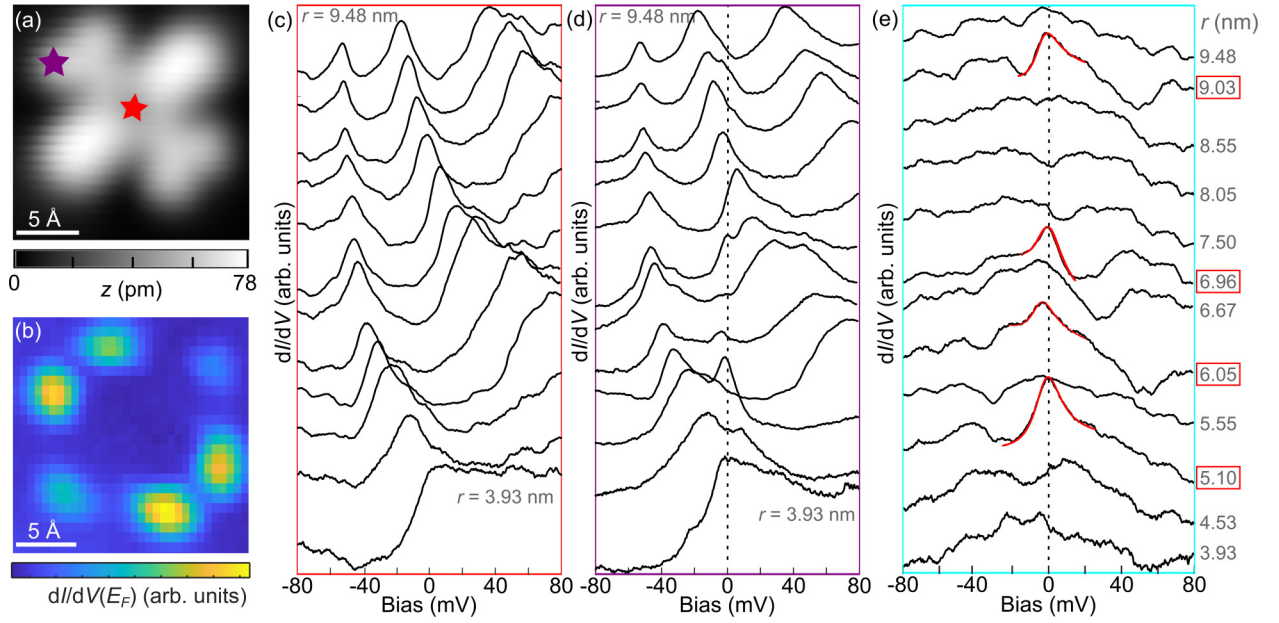 (a)
5 Å
0
78
z (pm)
(b)
5 Å
dI/dV(E_F) (arb. units)
(c)
r = 9.48 nm
dI/dV (arb. units)
r = 3.93 nm
-80 -40 0 40 80
Bias (mV)
(d)
r = 9.48 nm
dI/dV (arb. units)
r = 3.93 nm
-80 -40 0 40 80
Bias (mV)
(e)
dI/dV (arb. units)
-80 -40 0 40 80
Bias (mV)
r (nm)
9.48
9.03
8.55
8.05
7.50
6.96
6.67
6.05
5.55
5.10
4.53
3.93